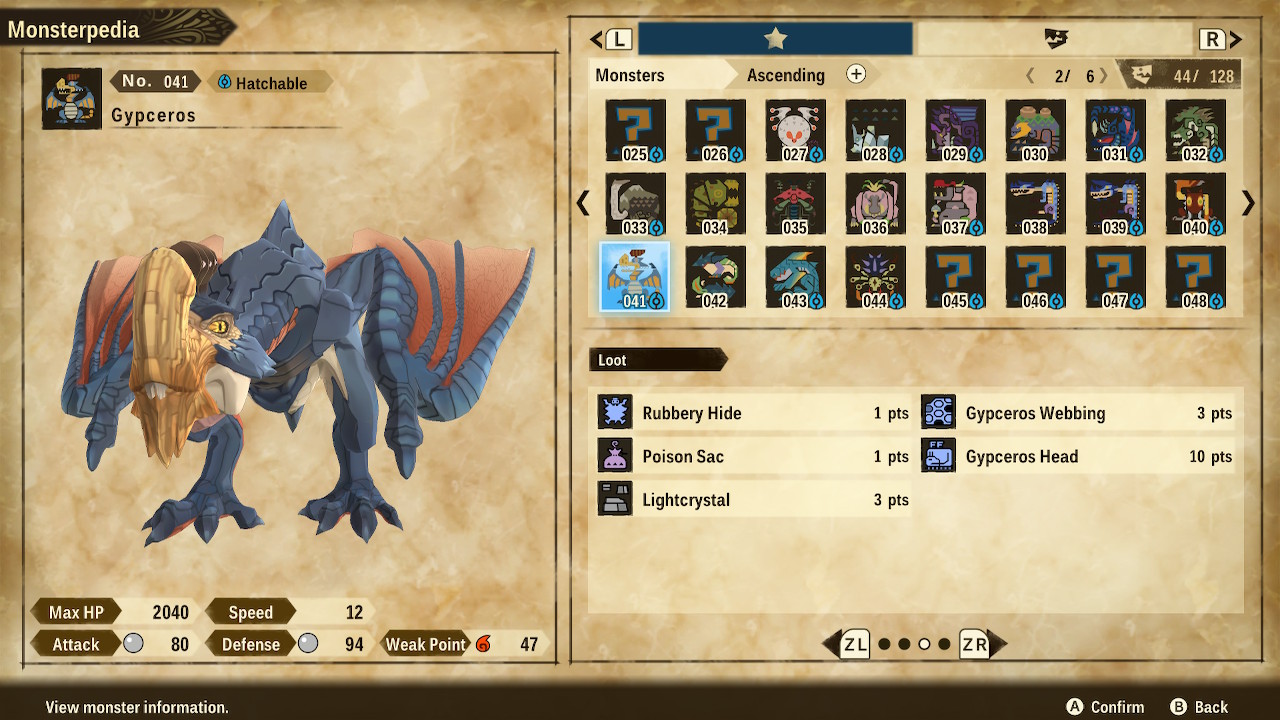 Monsterpedia
No. 041
Hatchable
Gypceros
Max HP 2040
Speed 12
Attack 80
Defense 94
Weak Point 47
L
R
Monsters
Ascending
2/ 6
44/ 128
025 026 027 028 029 030 031 032
033 034 035 036 037 038 039 040
041 042 043 044 045 046 047 048
Loot
Rubbery Hide 1 pts
Gypceros Webbing 3 pts
Poison Sac 1 pts
FF
Gypceros Head 10 pts
Lightcrystal 3 pts
ZL ZR
View monster information.
A Confirm B Back